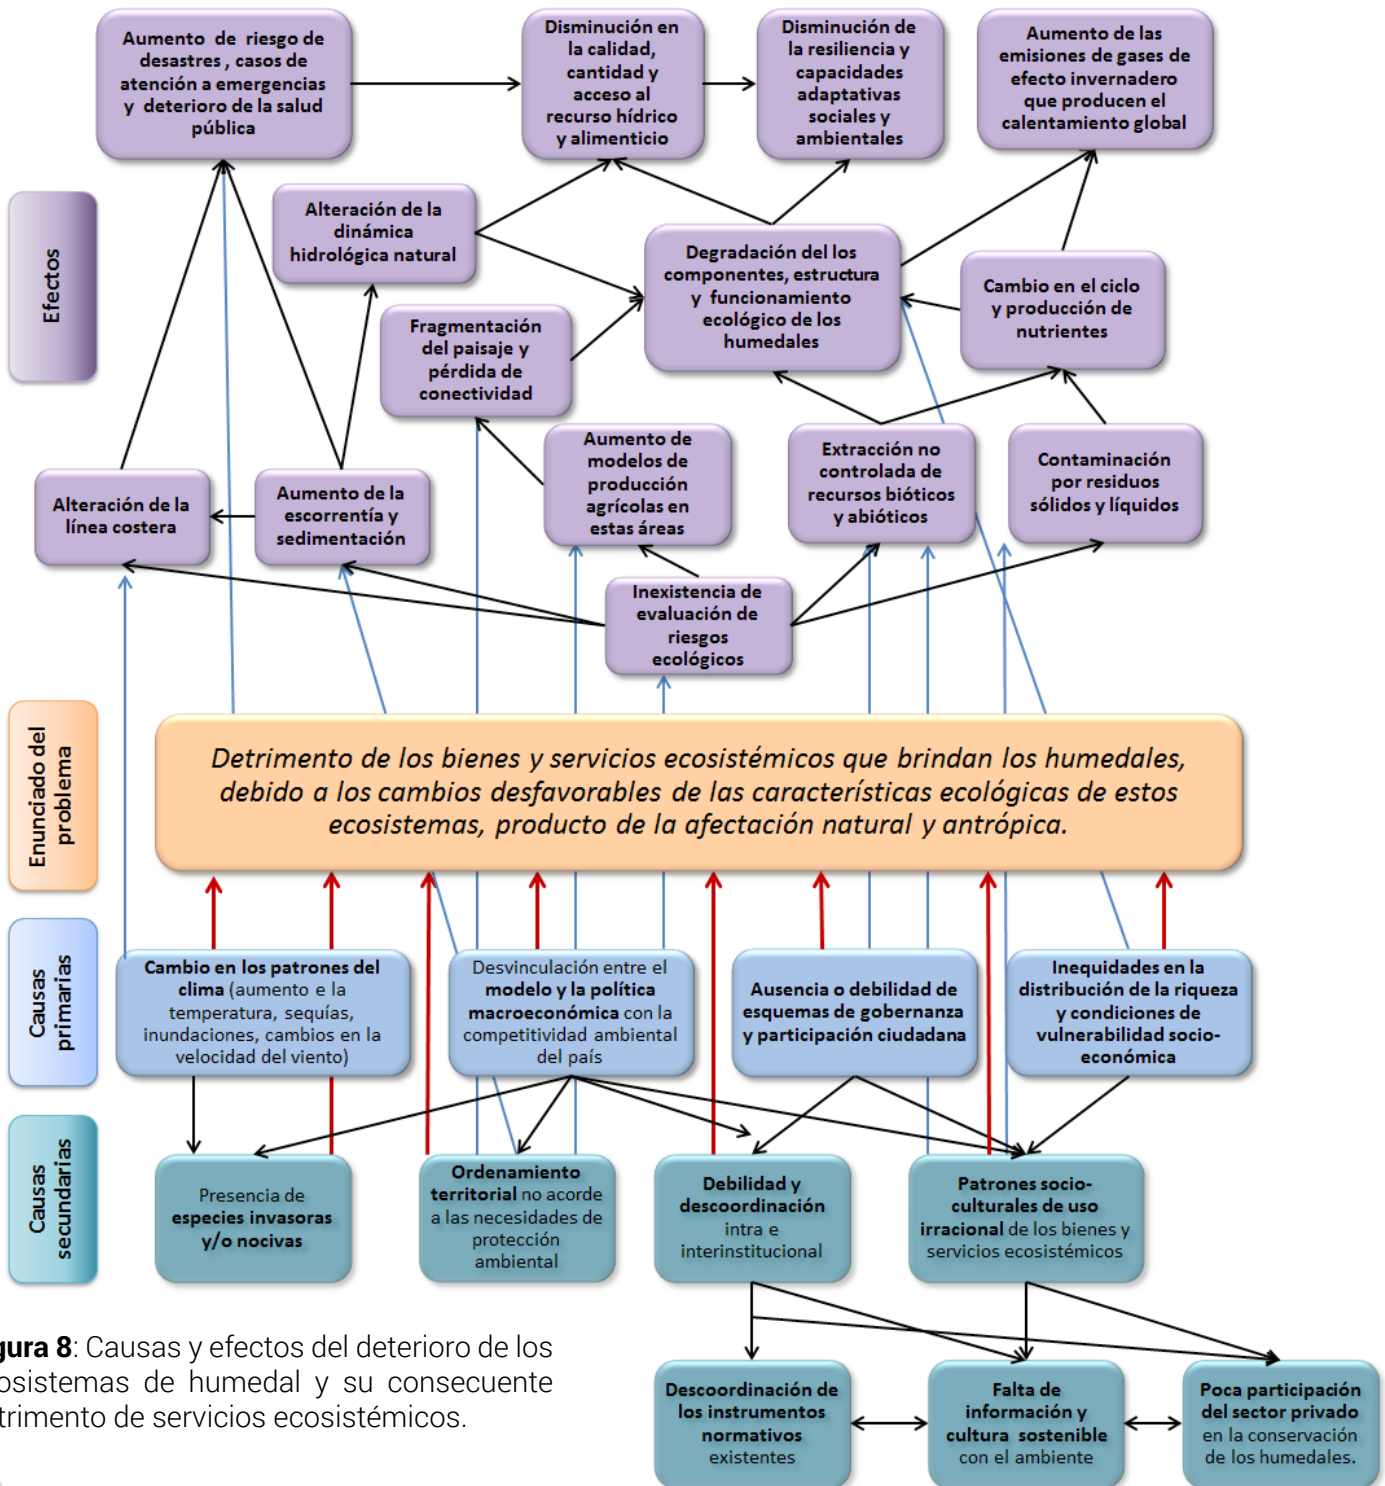 Aumento de riesgo de
desastres , casos de
atención a emergencias
y deterioro de la salud
pública
Disminución en
la calidad,
cantidad y
acceso al
recurso hídrico
y alimenticio
Disminución de
la resiliencia y
capacidades
adaptativas
sociales y
ambientales
Aumento de las
emisiones de gases de
efecto invernadero
que producen el
calentamiento global
Efectos
Alteración de la
dinámica
hidrológica natural
Degradación del los
componentes, estructura
y funcionamiento
ecológico de los
humedales
Cambio en el ciclo
y producción de
nutrientes
Fragmentación
del paisaje y
pérdida de
conectividad
Aumento de
modelos de
producción
agrícolas en
estas áreas
Extracción no
controlada de
recursos bióticos
y abióticos
Contaminación
por residuos
sólidos y líquidos
Alteración de la
línea costera
Aumento de la
escorrentía y
sedimentación
Inexistencia de
evaluación de
riesgos
ecológicos
Enunciado del
problema
Detrimento de los bienes y servicios ecosistémicos que brindan los humedales,
debido a los cambios desfavorables de las características ecológicas de estos
ecosistemas, producto de la afectación natural y antrópica.
Causas
primarias
Cambio en los patrones del
clima (aumento e la
temperatura, sequías,
inundaciones, cambios en la
velocidad del viento)
Desvinculación entre el
modelo y la política
macroeconómica con la
competitividad ambiental
del país
Ausencia o debilidad de
esquemas de gobernanza
y participación ciudadana
Inequidades en la
distribución de la riqueza
y condiciones de
vulnerabilidad socio-
económica
Causas
secundarias
Presencia de
especies invasoras
y/o nocivas
Ordenamiento
territorial no acorde
a las necesidades de
protección
ambiental
Debilidad y
descoordinación
intra e
interinstitucional
Patrones socio-
culturales de uso
irracional de los bienes y
servicios ecosistémicos
Descoordinación de
los instrumentos
normativos
existentes
Falta de
información y
cultura sostenible
con el ambiente
Poca participación
del sector privado
en la conservación
de los humedales.
gura 8: Causas y efectos del deterioro de los
osistemas de humedal y su consecuente
trimento de servicios ecosistémicos.